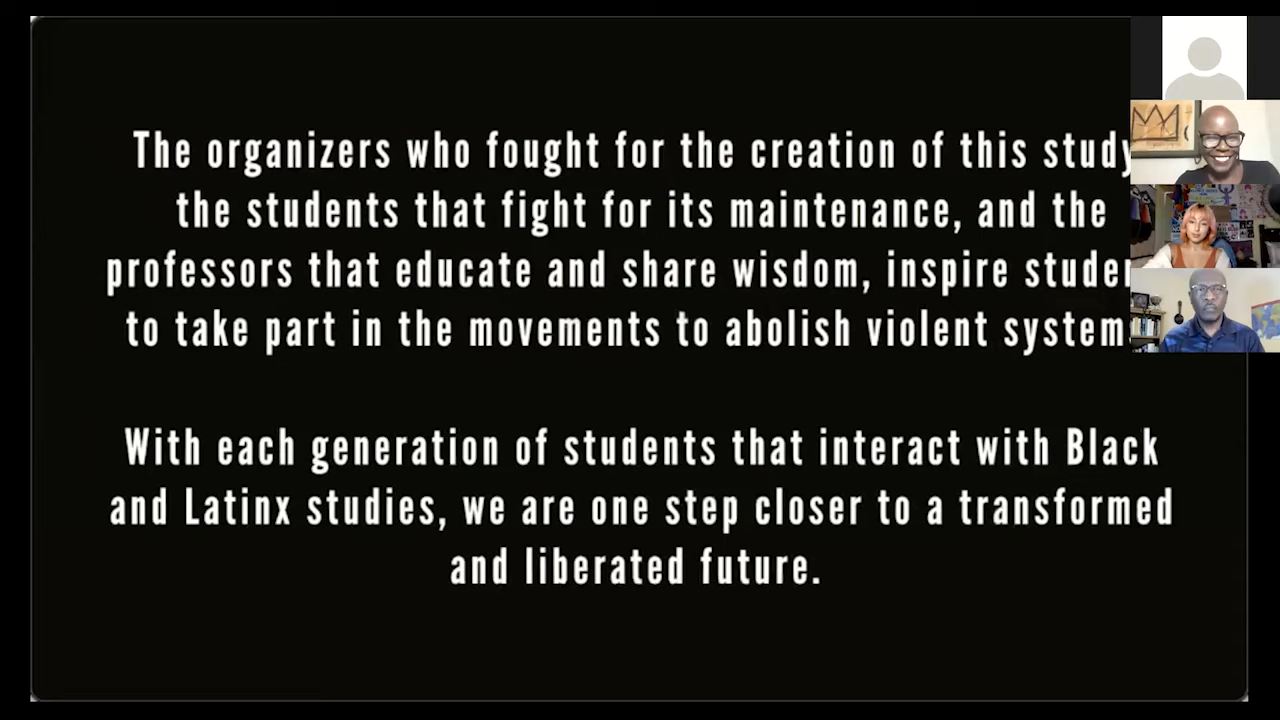 The organizers who fought for the creation of this study
the students that fight for its maintenance, and the
professors that educate and share wisdom, inspire
to take part in the movements to abolish violent system
With each generation of students that interact with Black
and Latinx studies, we are one step closer to a transformed
and liberated future.